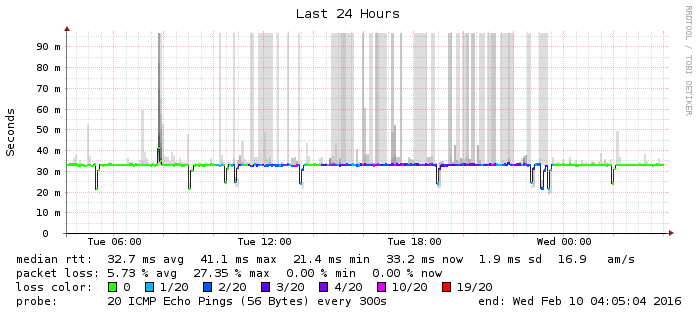 Last 24 Hours
RRDTOOL / TOBI OETIKER
Seconds
90 m
80 m
70 m
60 m
50 m
40 m
30 m
20 m
10 m
0
Tue 06:00 Tue 12:00 Tue 18:00 Wed 00:00
median rtt: 32.7 ms avg 41.1 ms max 21.4 ms min 33.2 ms now 1.9 ms sd 16.9 am/s
packet loss: 5.73 % avg 27.35 % max 0.00 % min 0.00 % now
loss color: 0 1/20 2/20 3/20 4/20 10/20 19/20
probe: 20 ICMP Echo Pings (56 Bytes) every 300s end: Wed Feb 10 04:05:04 2016